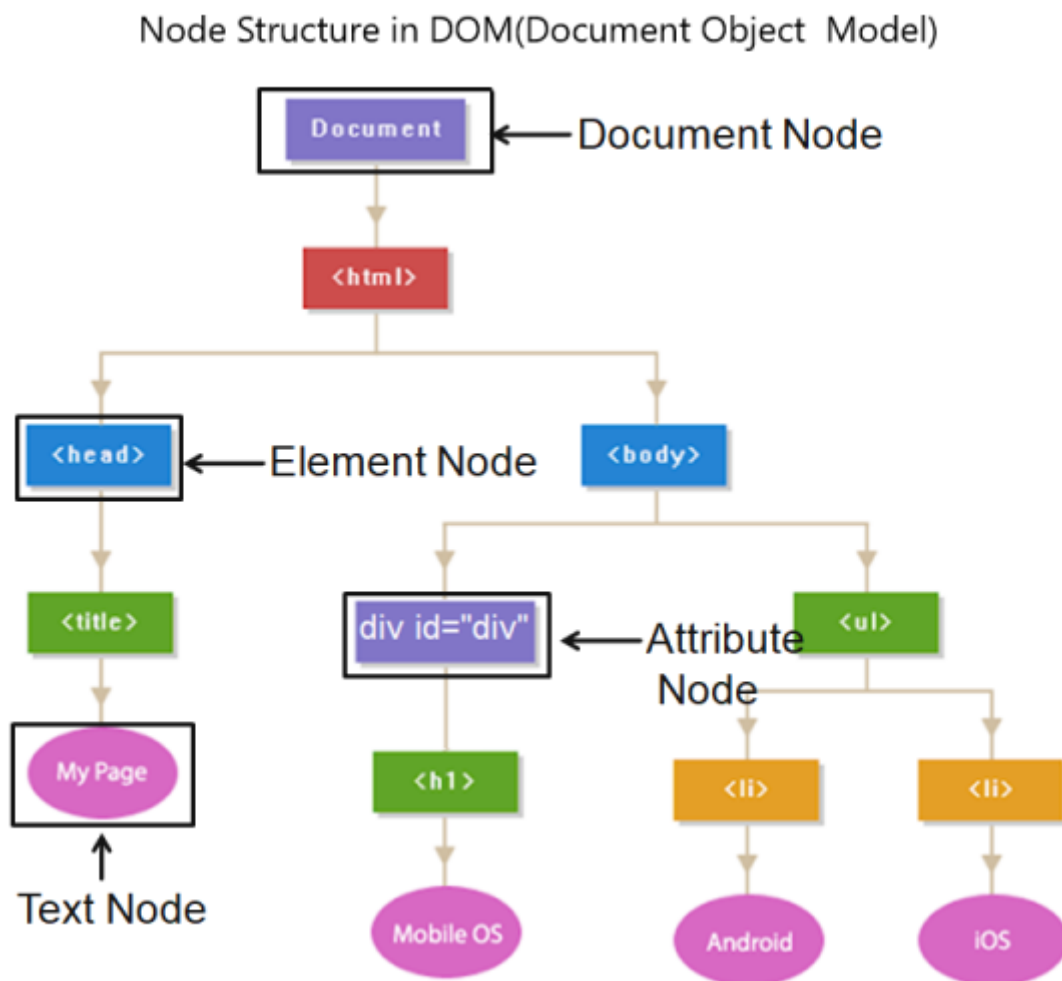 Node Structure in DOM(Document Object  Model)
Document
Document Node
<html>
<head>
Element Node
<body>
<title>
div id="div"
Attribute
Node
<ul>
My Page
<h1>
<li>
<li>
Text Node
Mobile OS
Android
iOS